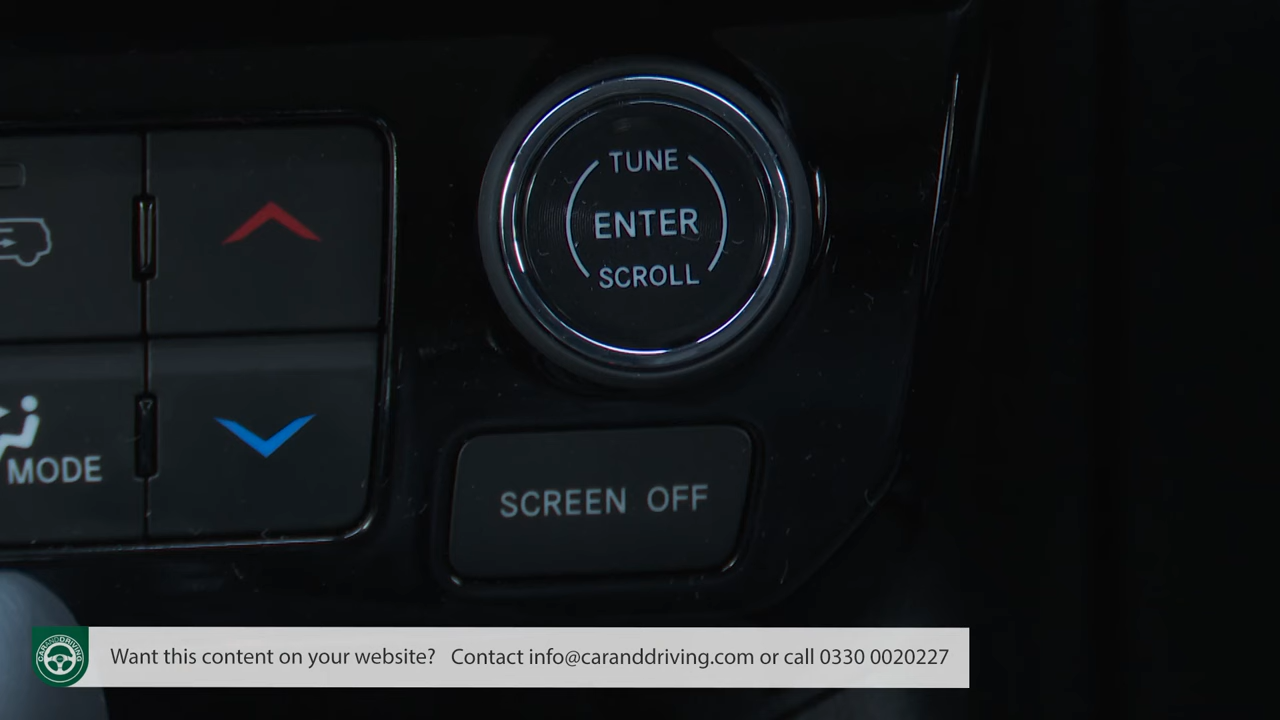 TUNE
ENTER
SCROLL
MODE
SCREEN OFF
CARANDDRIVING
Want this content on your website? Contact info@caranddriving.com or call 0330 0020227